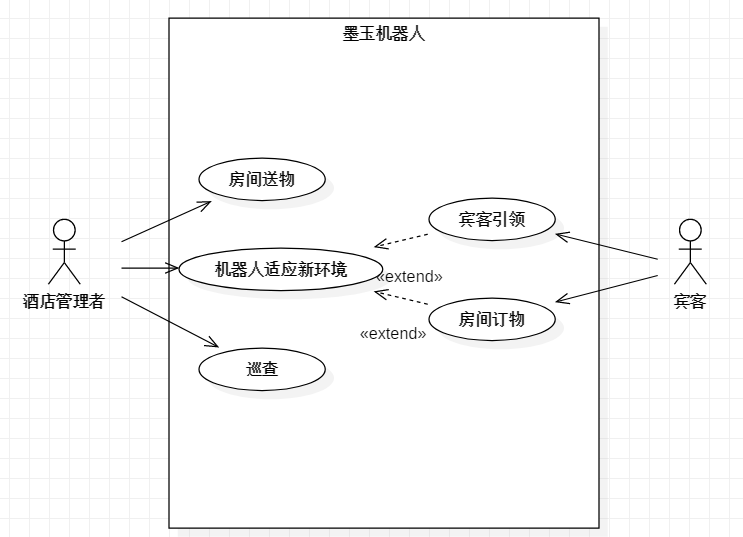 墨玉机器人
房间送物
宾客引领
机器人适应新环境
«extend»
酒店管理者
宾客
房间订物
«extend»
巡查